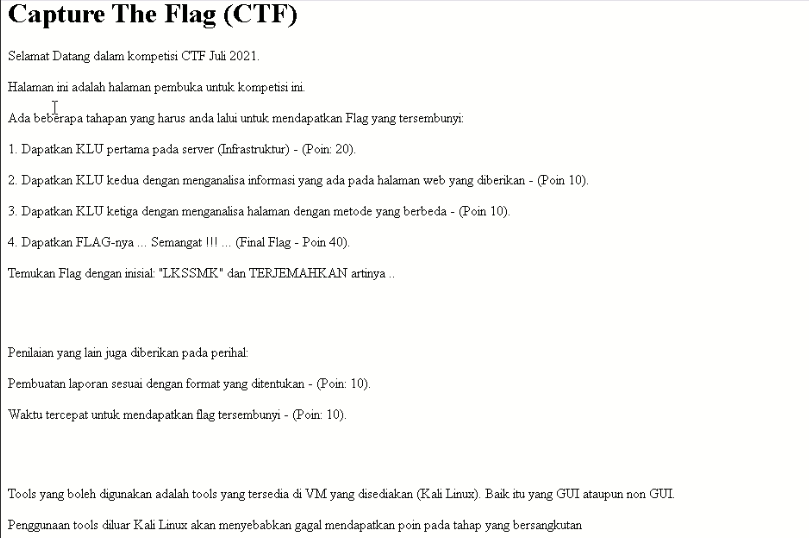 Capture The Flag (CTF)
Selamat Datang dalam kompetisi CTF Juli 2021.
Halaman ini adalah halaman pembuka untuk kompetisi ini.
Ada beberapa tahapan yang harus anda lalui untuk mendapatkan Flag yang tersembunyi:
1. Dapatkan KLU pertama pada server (Infrastruktur) - (Poin: 20).
2. Dapatkan KLU kedua dengan menganalisa informasi yang ada pada halaman web yang diberikan - (Poin 10).
3. Dapatkan KLU ketiga dengan menganalisa halaman dengan metode yang berbeda - (Poin 10).
4. Dapatkan FLAG-nya ... Semangat !!! ... (Final Flag - Poin 40).
Temukan Flag dengan inisial: "LKSSMK" dan TERJEMAHKAN artinya ..
Penilaian yang lain juga diberikan pada perihal:
Pembuatan laporan sesuai dengan format yang ditentukan - (Poin: 10).
Waktu tercepat untuk mendapatkan flag tersembunyi - (Poin: 10).
Tools yang boleh digunakan adalah tools yang tersedia di VM yang disediakan (Kali Linux). Baik itu yang GUI ataupun non GUI.
Penggunaan tools diluar Kali Linux akan menyebabkan gagal mendapatkan poin pada tahap yang bersangkutan